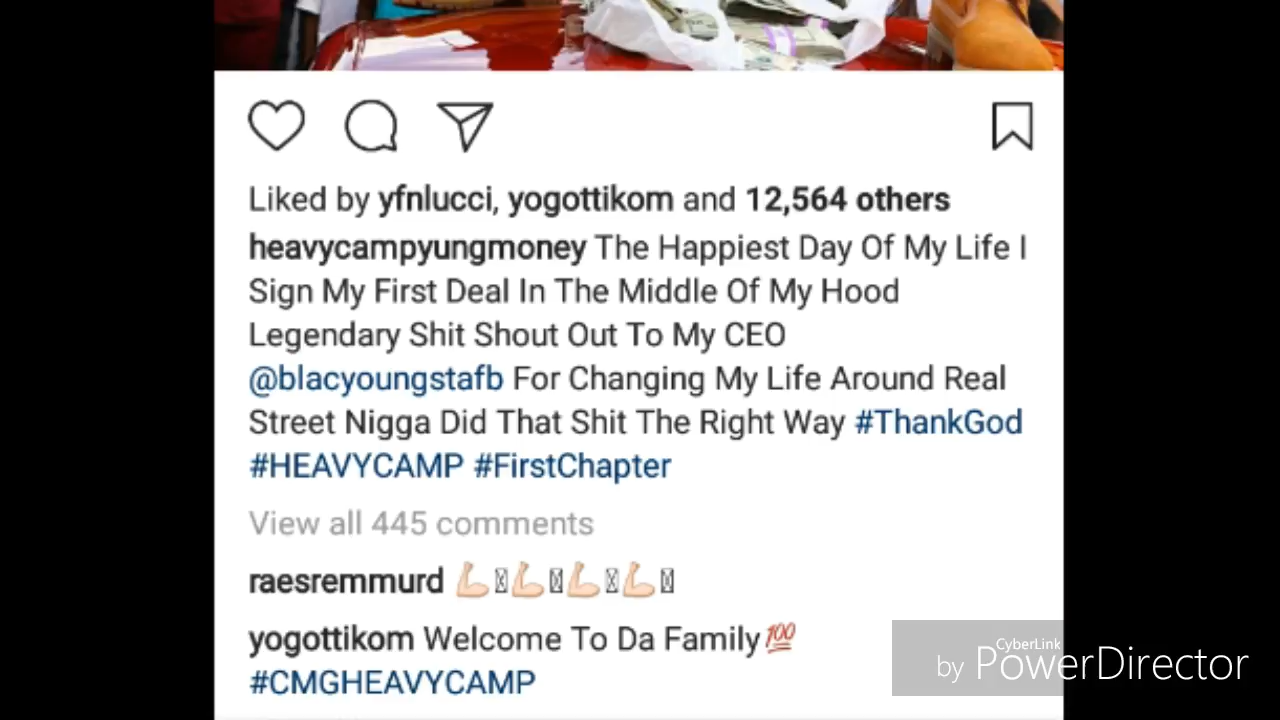 Liked by yfnlucci, yogottikom and 12,564 others
heavycampyungmoney The Happiest Day Of My Life I
Sign My First Deal In The Middle Of My Hood
Legendary Shit Shout Out To My CEO
@blacyoungstafb For Changing My Life Around Real
Street Nigga Did That Shit The Right Way #ThankGod
#HEAVYCAMP #FirstChapter
View all 445 comments
raesremmurd 💪🏻💪🏻💪🏻💪🏻
yogottikom Welcome To Da Family💯
#CMGHEAVYCAMP
CyberLink
by PowerDirector